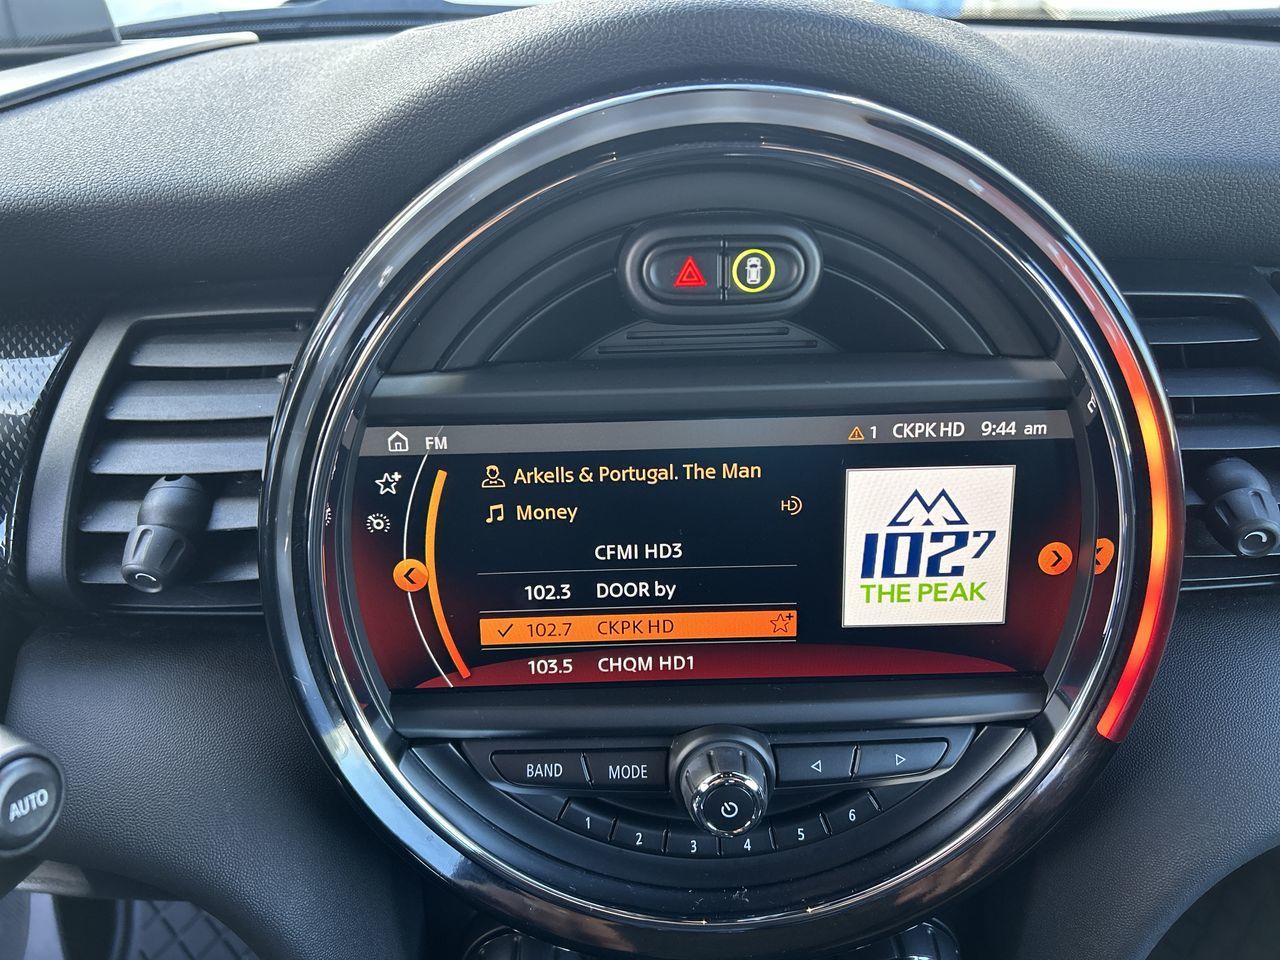 FM
1 CKPK HD 9:44 am
Arkells & Portugal. The Man
Money
HD
CFMI HD3
102.3 DOOR by
102.7 CKPK HD
103.5 CHQM HD1
102.7
THE PEAK
E
BAND
MODE
1
2
3
4
5
6
AUTO